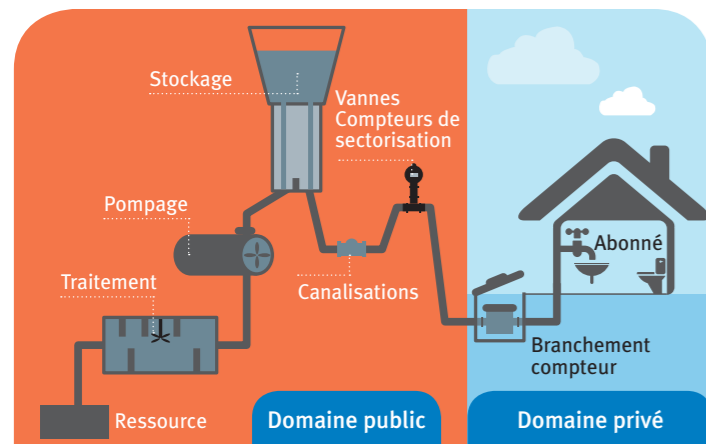 Stockage
Vannes
Compteurs de
sectorisation
Pompage
Abonné
Traitement
Canalisations
Branchement
compteur
Ressource
Domaine public
Domaine privé